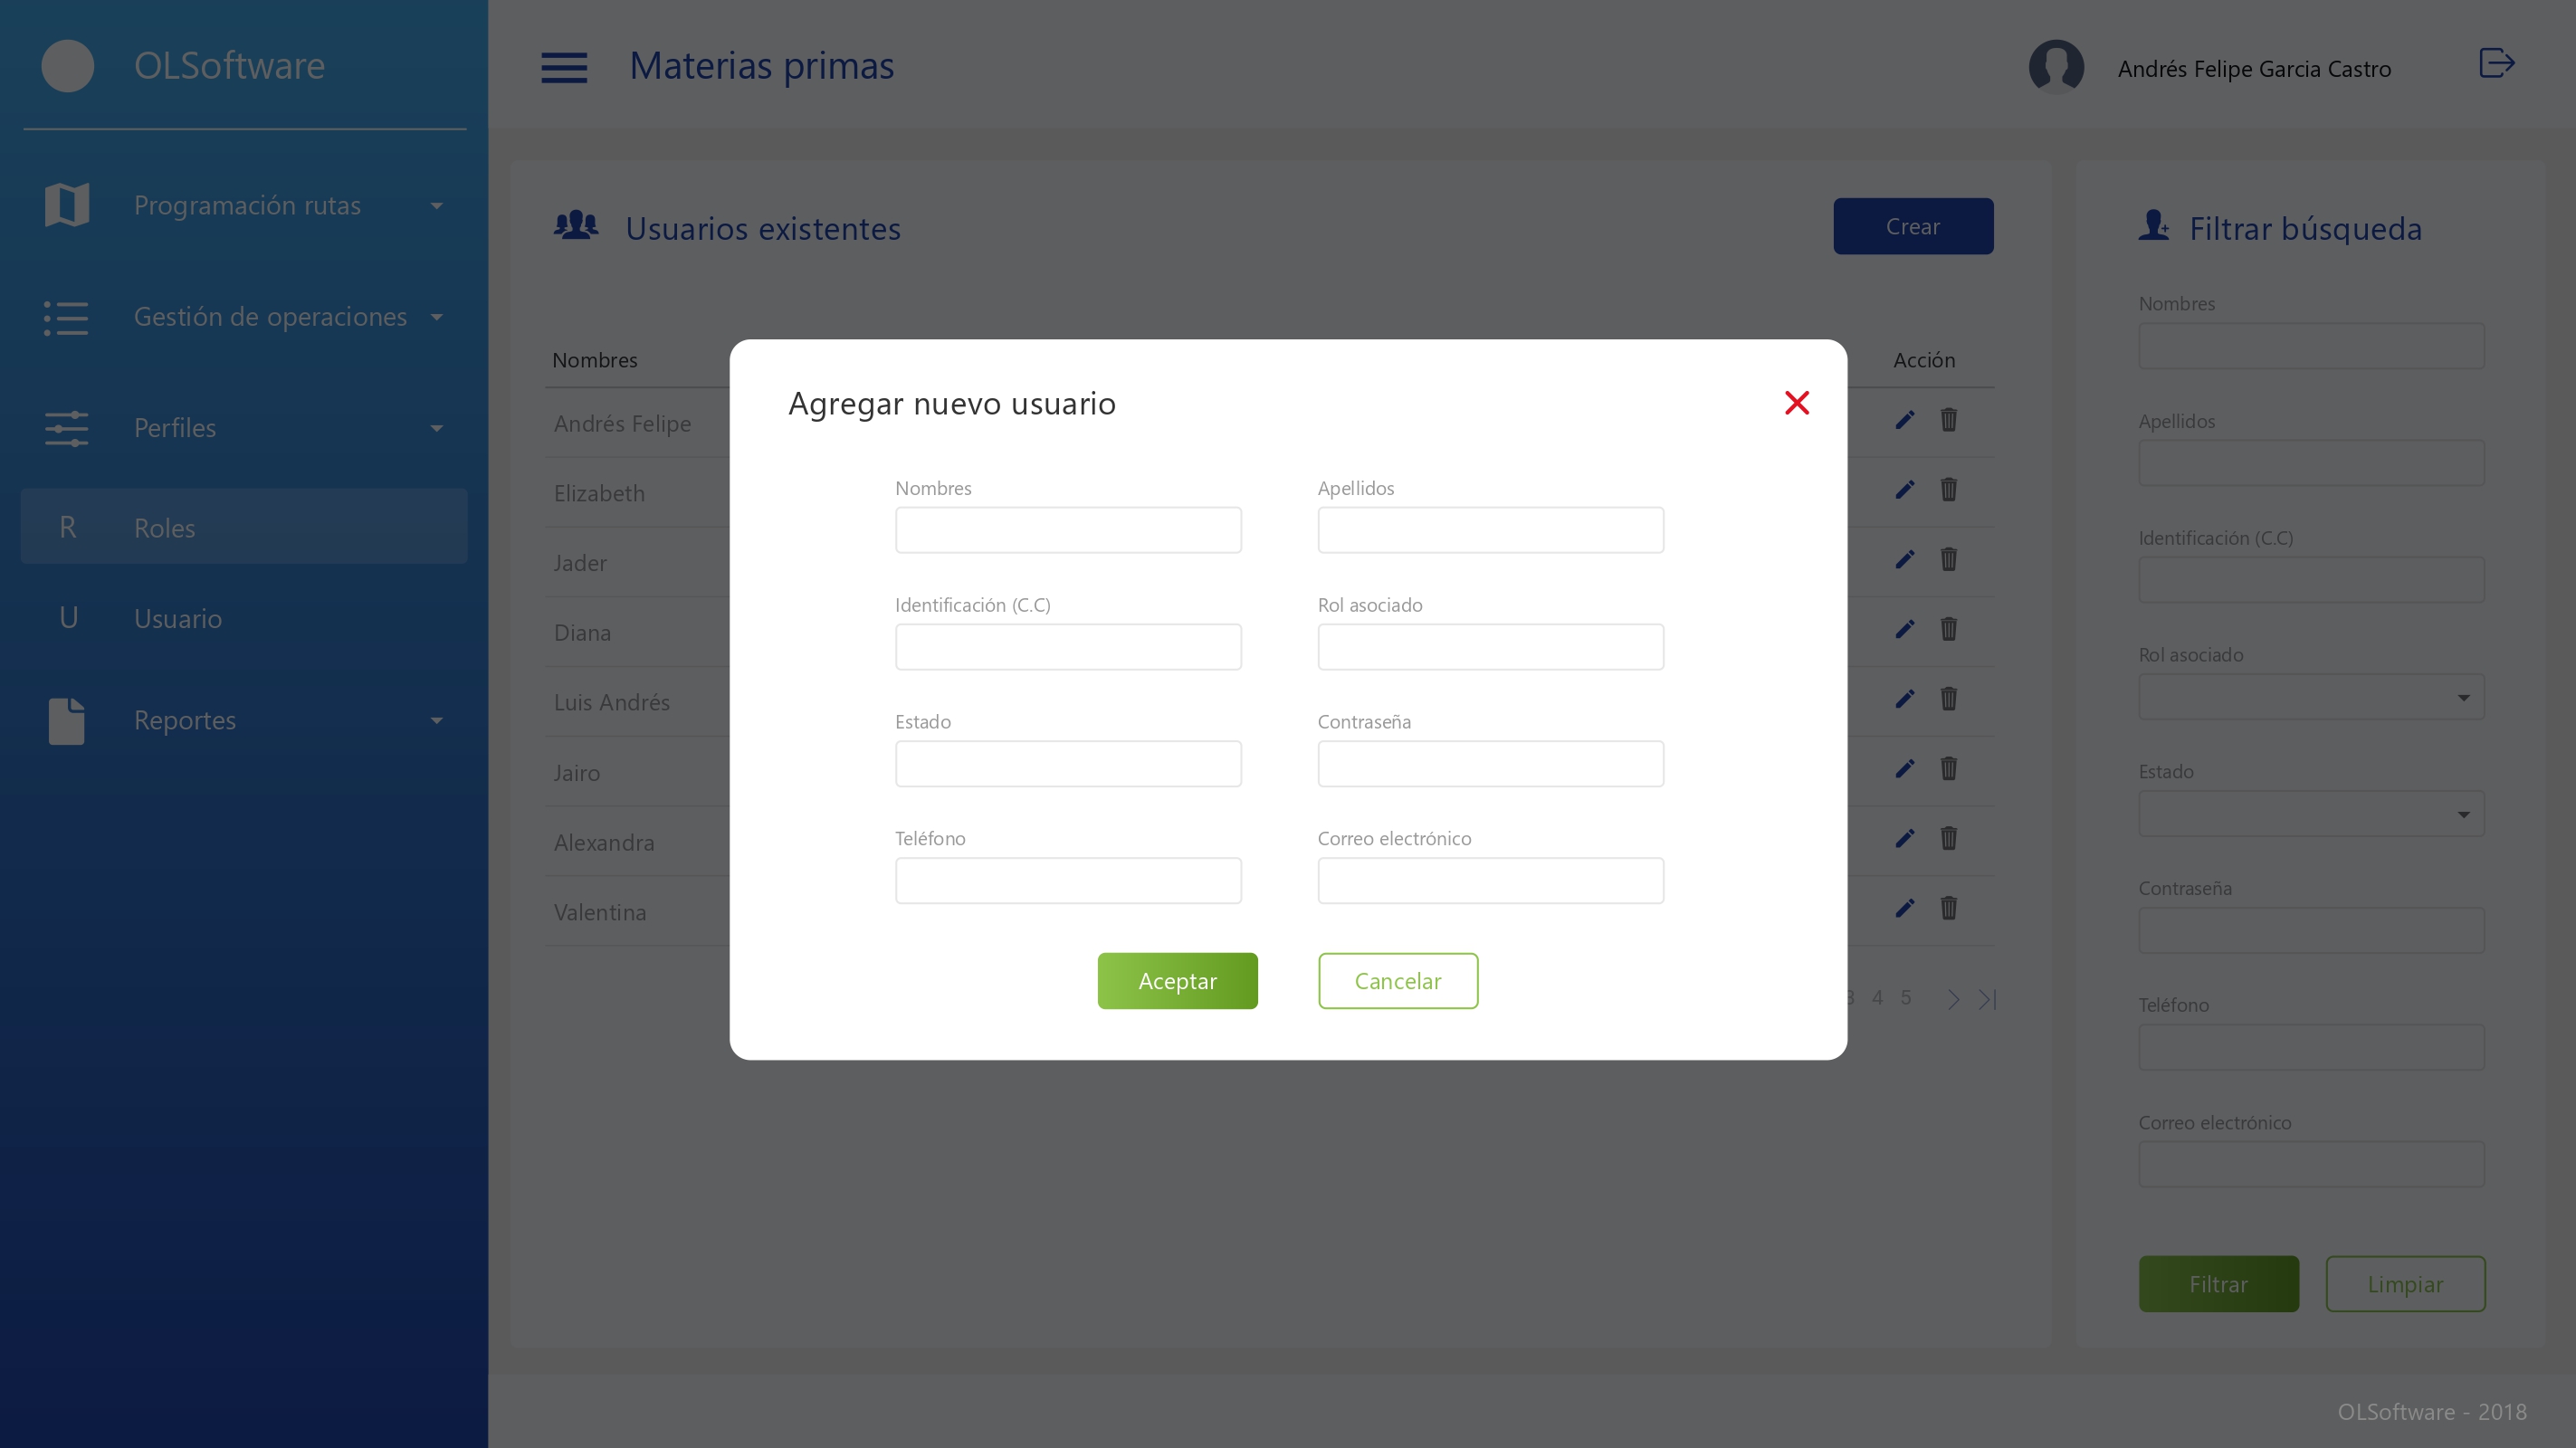 OLSoftware
Programación rutas
Gestión de operaciones
Perfiles
R Roles
U Usuario
Reportes
Materias primas
Andrés Felipe Garcia Castro
Usuarios existentes
Crear
Nombres
Acción
Andrés Felipe
Elizabeth
Jader
Diana
Luis Andrés
Jairo
Alexandra
Valentina
3 4 5
Agregar nuevo usuario
Nombres
Apellidos
Identificación (C.C)
Rol asociado
Estado
Contraseña
Teléfono
Correo electrónico
Aceptar
Cancelar
Filtrar búsqueda
Nombres
Apellidos
Identificación (C.C)
Rol asociado
Estado
Contraseña
Teléfono
Correo electrónico
Filtrar
Limpiar
OLSoftware - 2018